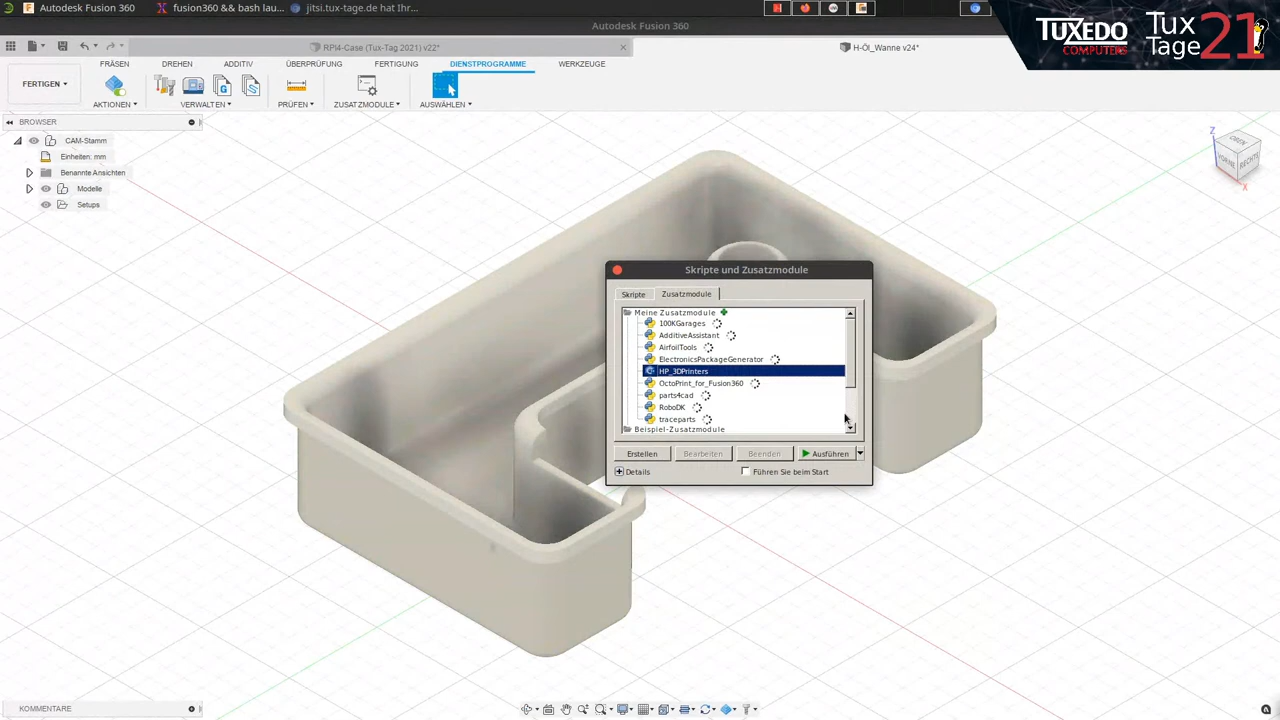 Autodesk Fusion 360
fusion360 && bash lau...
jitsi.tux-tage.de hat Ihr...
Autodesk Fusion 360
TUXEDO
COMPUTERS
Tux
Tage
21
RPI4-Case (Tux-Tag 2021) v22*
H-Öl_Wanne v24*
FRÄSEN
DREHEN
ADDITIV
ÜBERPRÜFUNG
FERTIGUNG
DIENSTPROGRAMME
WERKZEUGE
FERTIGEN
AKTIONEN
VERWALTEN
PRÜFEN
ZUSATZMODULE
AUSWÄHLEN
BROWSER
CAM-Stamm
Einheiten: mm
Benannte Ansichten
Modelle
Setups
Z
OBEN
VORNE
RECHTS
X
Skripte und Zusatzmodule
Skripte
Zusatzmodule
Meine Zusatzmodule
100KGarages
AdditiveAssistant
AirfoilTools
ElectronicsPackageGenerator
HP_3DPrinters
OctoPrint_for_Fusion360
parts4cad
RoboDK
traceparts
Beispiel-Zusatzmodule
Erstellen
Bearbeiten
Beenden
Ausführen
Details
Führen Sie beim Start
KOMMENTARE